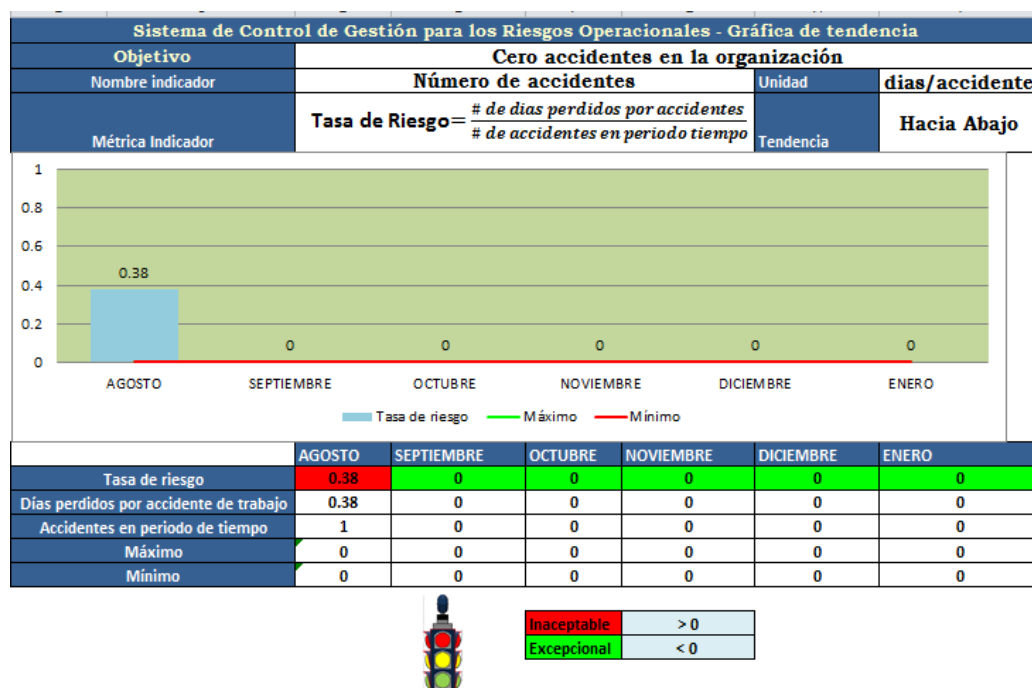 Sistema de Control de Gestión para los Riesgos Operacionales - Gráfica de tendencia
Objetivo Cero accidentes en la organización
Nombre indicador Número de accidentes Unidad dias/accidente
Métrica Indicador Tasa de Riesgo= # de dias perdidos por accidentes / # de accidentes en periodo tiempo Tendencia Hacia Abajo
1
0.8
0.6
0.4
0.2
0
0.38 0 0 0 0 0
AGOSTO SEPTIEMBRE OCTUBRE NOVIEMBRE DICIEMBRE ENERO
Tasa de riesgo Máximo Mínimo
AGOSTO SEPTIEMBRE OCTUBRE NOVIEMBRE DICIEMBRE ENERO
Tasa de riesgo 0.38 0 0 0 0 0
Días perdidos por accidente de trabajo 0.38 0 0 0 0 0
Accidentes en periodo de tiempo 1 0 0 0 0 0
Máximo 0 0 0 0 0 0
Mínimo 0 0 0 0 0 0
Inaceptable > 0
Excepcional < 0